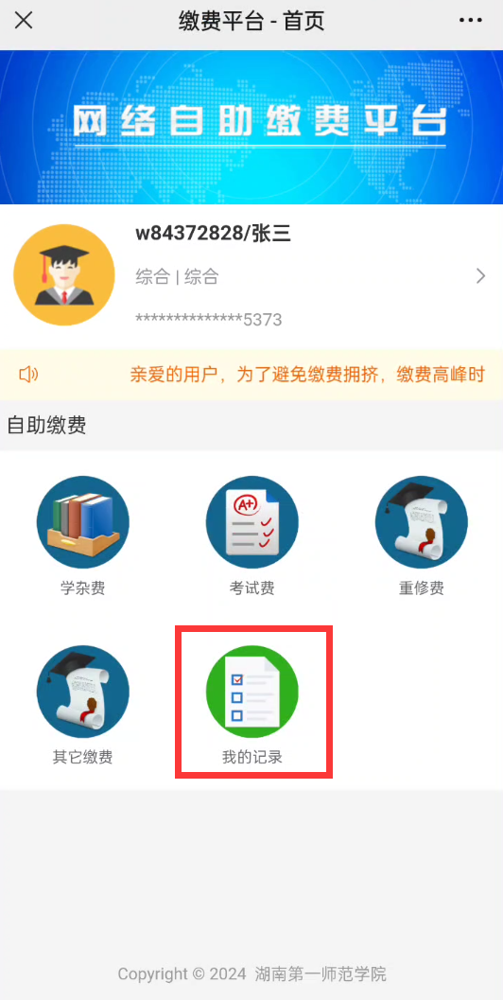 缴费平台 - 首页
网络自助缴费平台
w84372828/张三
综合 | 综合
**************5373
亲爱的用户，为了避免缴费拥挤，缴费高峰时
自助缴费
A+
学杂费
考试费
重修费
其它缴费
我的记录
Copyright © 2024 湖南第一师范学院